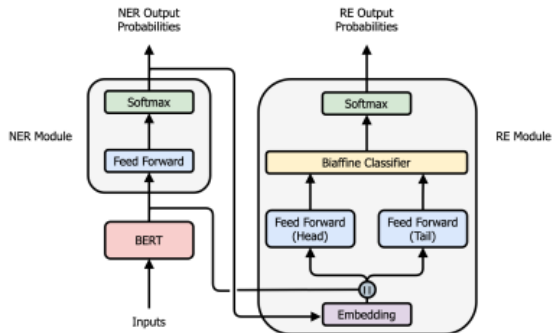 NER Output
Probabilities
RE Output
Probabilities
Softmax
Softmax
NER Module
RE Module
Feed Forward
Biaffine Classifier
Feed Forward
(Head)
Feed Forward
(Tail)
BERT
||
Embedding
Inputs